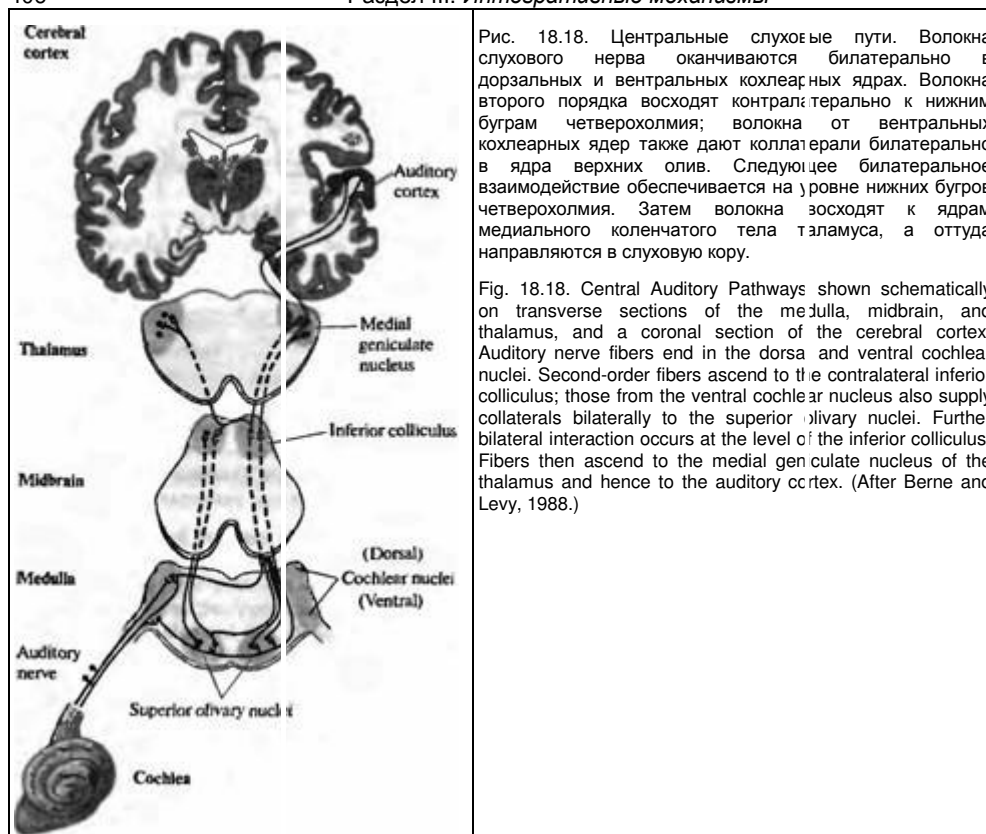 Раздел III. Интегративные механизмы
Cerebral
cortex
Auditory
cortex
Thalamus
Medial
geniculate
nucleus
Inferior colliculus
Midbrain
Medulla
(Dorsal)
Cochlear nuclei
(Ventral)
Auditory
nerve
Superior olivary nuclei
Cochlea
Рис. 18.18. Центральные слуховые пути. Волокна
слухового нерва оканчиваются билатерально в
дорзальных и вентральных кохлеарных ядрах. Волокна
второго порядка восходят контралатерально к нижним
буграм четверохолмия; волокна от вентральных
кохлеарных ядер также дают коллатерали билатерально
в ядра верхних олив. Следующее билатеральное
взаимодействие обеспечивается на уровне нижних бугров
четверохолмия. Затем волокна восходят к ядрам
медиального коленчатого тела таламуса, а оттуда
направляются в слуховую кору.
Fig. 18.18. Central Auditory Pathways shown schematically
on transverse sections of the medulla, midbrain, and
thalamus, and a coronal section of the cerebral cortex
Auditory nerve fibers end in the dorsal and ventral cochlea
nuclei. Second-order fibers ascend to the contralateral inferio
colliculus; those from the ventral cochlear nucleus also supply
collaterals bilaterally to the superior olivary nuclei. Furthe
bilateral interaction occurs at the level of the inferior colliculus
Fibers then ascend to the medial geniculate nucleus of the
thalamus and hence to the auditory cortex. (After Berne and
Levy, 1988.)